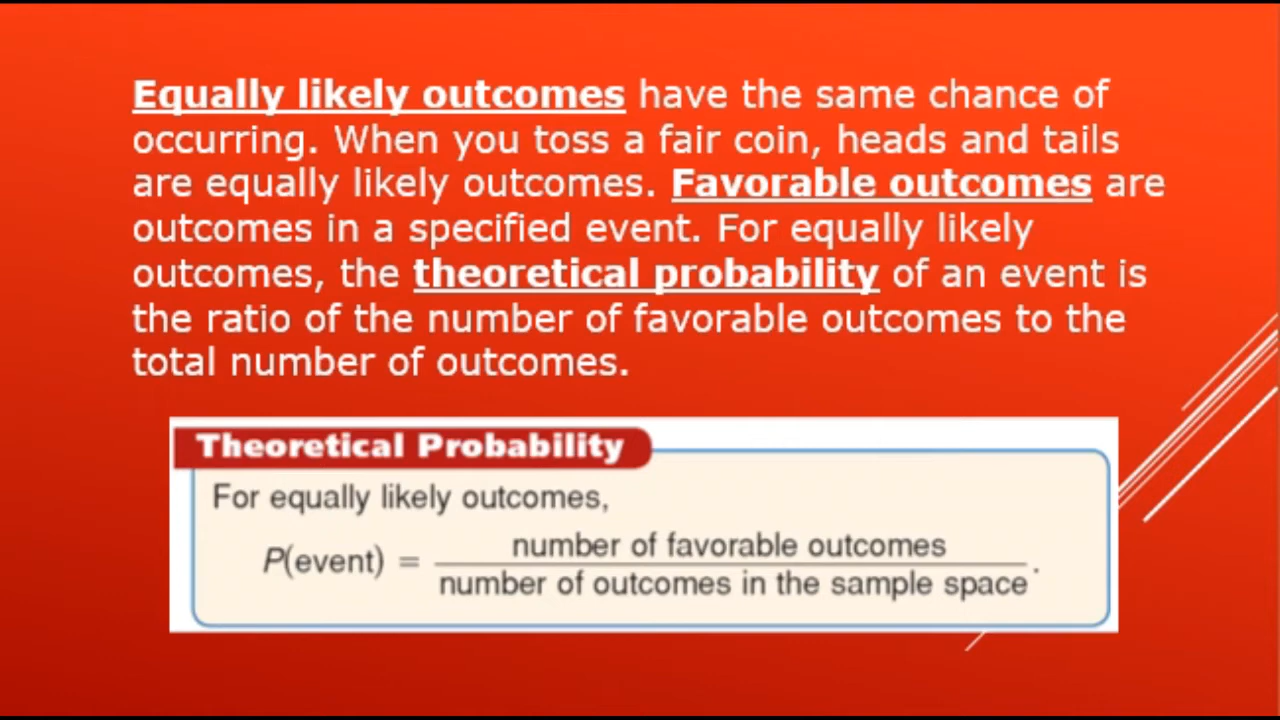 Equally likely outcomes have the same chance of
occurring. When you toss a fair coin, heads and tails
are equally likely outcomes. Favorable outcomes are
outcomes in a specified event. For equally likely
outcomes, the theoretical probability of an event is
the ratio of the number of favorable outcomes to the
total number of outcomes.
Theoretical Probability
For equally likely outcomes,
P(event) =
number of favorable outcomes
number of outcomes in the sample space.